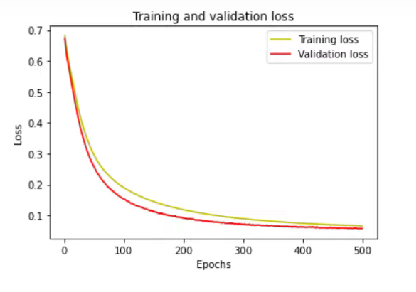 Training and validation loss
Training loss
Validation loss
0.7
0.6
0.5
0.4
0.3
0.2
0.1
Loss
0 100 200 300 400 500
Epochs